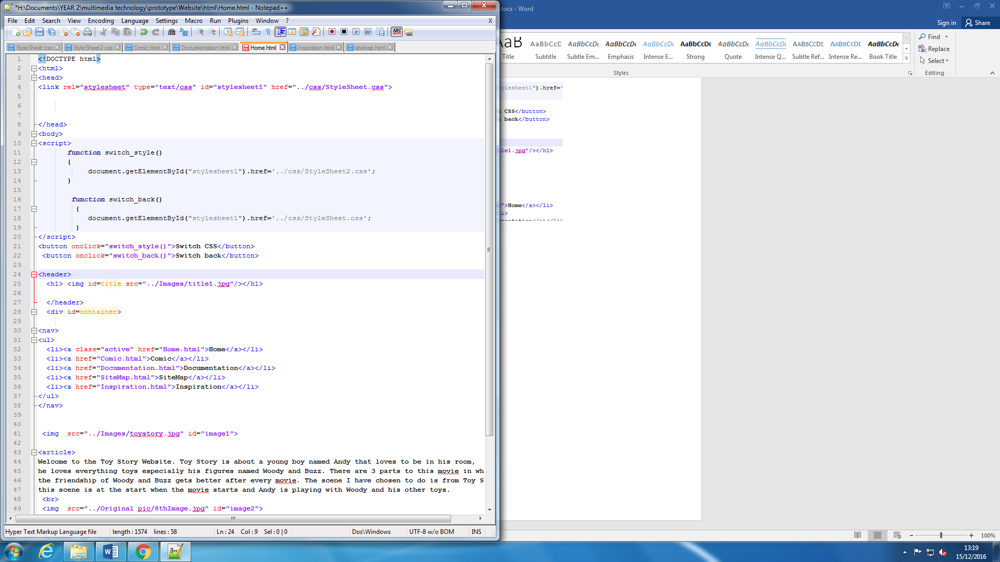 *H:\Documents\YEAR 2\multimedia technology\prototype\Website\html\Home.html - Notepad++
File Edit Search View Encoding Language Settings Macro Run Plugins Window ? X
StyleSheet.css StyleSheet2.css Comic.html Documentation.html Home.html Inspiration.html sitemap.html
1 <!DOCTYPE html>
2 <html>
3 <head>
4 <link rel="stylesheet" type="text/css" id="stylesheet1" href="../css/StyleSheet.css">
5
6
7
8 </head>
9 <body>
10 <script>
11 function switch_style()
12 {
13 document.getElementById("stylesheet1").href='../css/StyleSheet2.css';
14 }
15
16 function switch_back()
17 {
18 document.getElementById("stylesheet1").href='../css/StyleSheet.css';
19 }
20 </script>
21 <button onclick="switch_style()">Switch CSS</button>
22 <button onclick="switch_back()">Switch back</button>
23
24 <header>
25 <h1> <img id=title src="../Images/title1.jpg"/></h1>
26
27 </header>
28 <div id=container>
29
30 <nav>
31 <ul>
32 <li><a class="active" href="Home.html">Home</a></li>
33 <li><a href="Comic.html">Comic</a></li>
34 <li><a href="Documentation.html">Documentation</a></li>
35 <li><a href="SiteMap.html">SiteMap</a></li>
36 <li><a href="Inspiration.html">Inspiration</a></li>
37 </ul>
38 </nav>
39
40
41 <img src="../Images/toystory.jpg" id="image1">
42
43 <article>
44 Welcome to the Toy Story Website. Toy Story is about a young boy named Andy that loves to be in his room,
45 he loves everything toys especially his figures named Woody and Buzz. There are 3 parts to this movie in wh
46 the friendship of Woody and Buzz gets better after every movie. The scene I have chosen to do is from Toy S
47 this scene is at the start when the movie starts and Andy is playing with Woody and his other toys.
48 <br>
49 <img src="../Original pic/8thImage.jpg" id="image2">
Hyper Text Markup Language file length : 1574 lines : 58 Ln : 24 Col : 9 Sel : 0 | 0 Dos\Windows UTF-8 w/o BOM INS
.docx - Word
Sign in Share
AaB AaBbCcD AaBbCcDc AaBbCcDc AaBbCcDc AaBbCcDc AaBbCcDc AaBbCcDc AABBCCDE AABBCCDE AaBbCcDc
Title Subtitle Subtle Em... Emphasis Intense E... Strong Quote Intense Q... Subtle Ref... Intense Re... Book Title
Find
Replace
Select
Styles Editing
ylesheet1").href='
CSS</button>
back</button>
le1.jpg"/></h1>
">Home</a></li>
li>
100%
13:19
15/12/2016